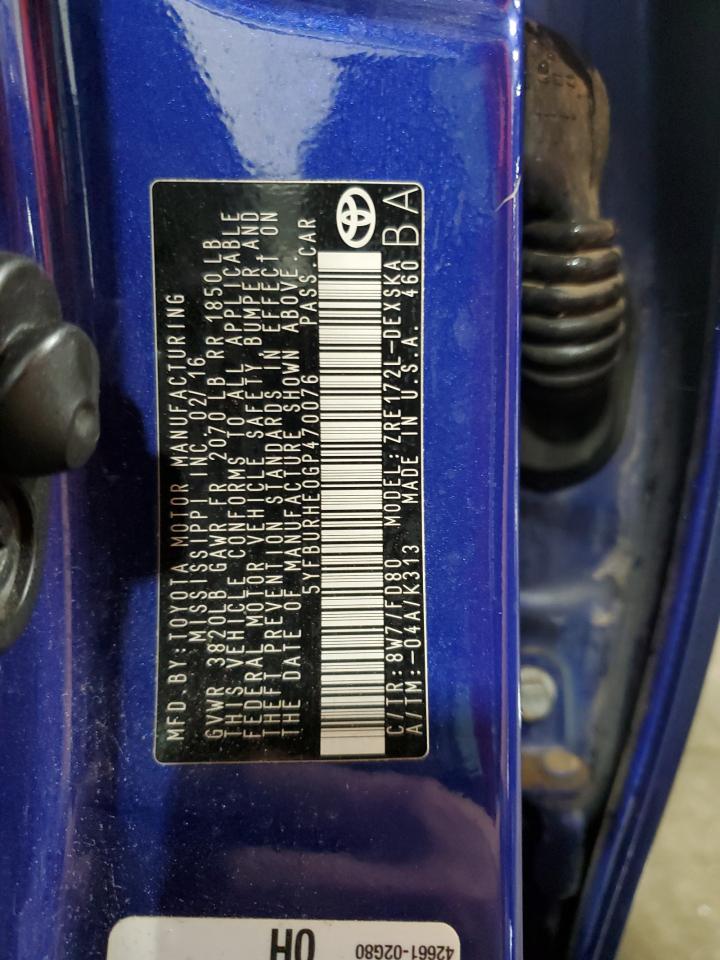 MFD.BY:TOYOTA MOTOR MANUFACTURING
MISSISSIPPI INC. 02/16
GVWR 3820LB GAWR FR 2070LB RR 1850LB
THIS VEHICLE CONFORMS TO ALL APPLICABLE
FEDERAL MOTOR VEHICLE SAFETY, BUMPER, AND
THEFT PREVENTION STANDARDS IN EFFECT ON
THE DATE OF MANUFACTURE SHOWN ABOVE.
5YFBURHE0GP470076 PASS.CAR
C/TR:8W7/FD80 MODEL:ZRE172L-DEXSKA
A/TM:-04A/K313 MADE IN U.S.A. 460
BA
42661-02G80
HO